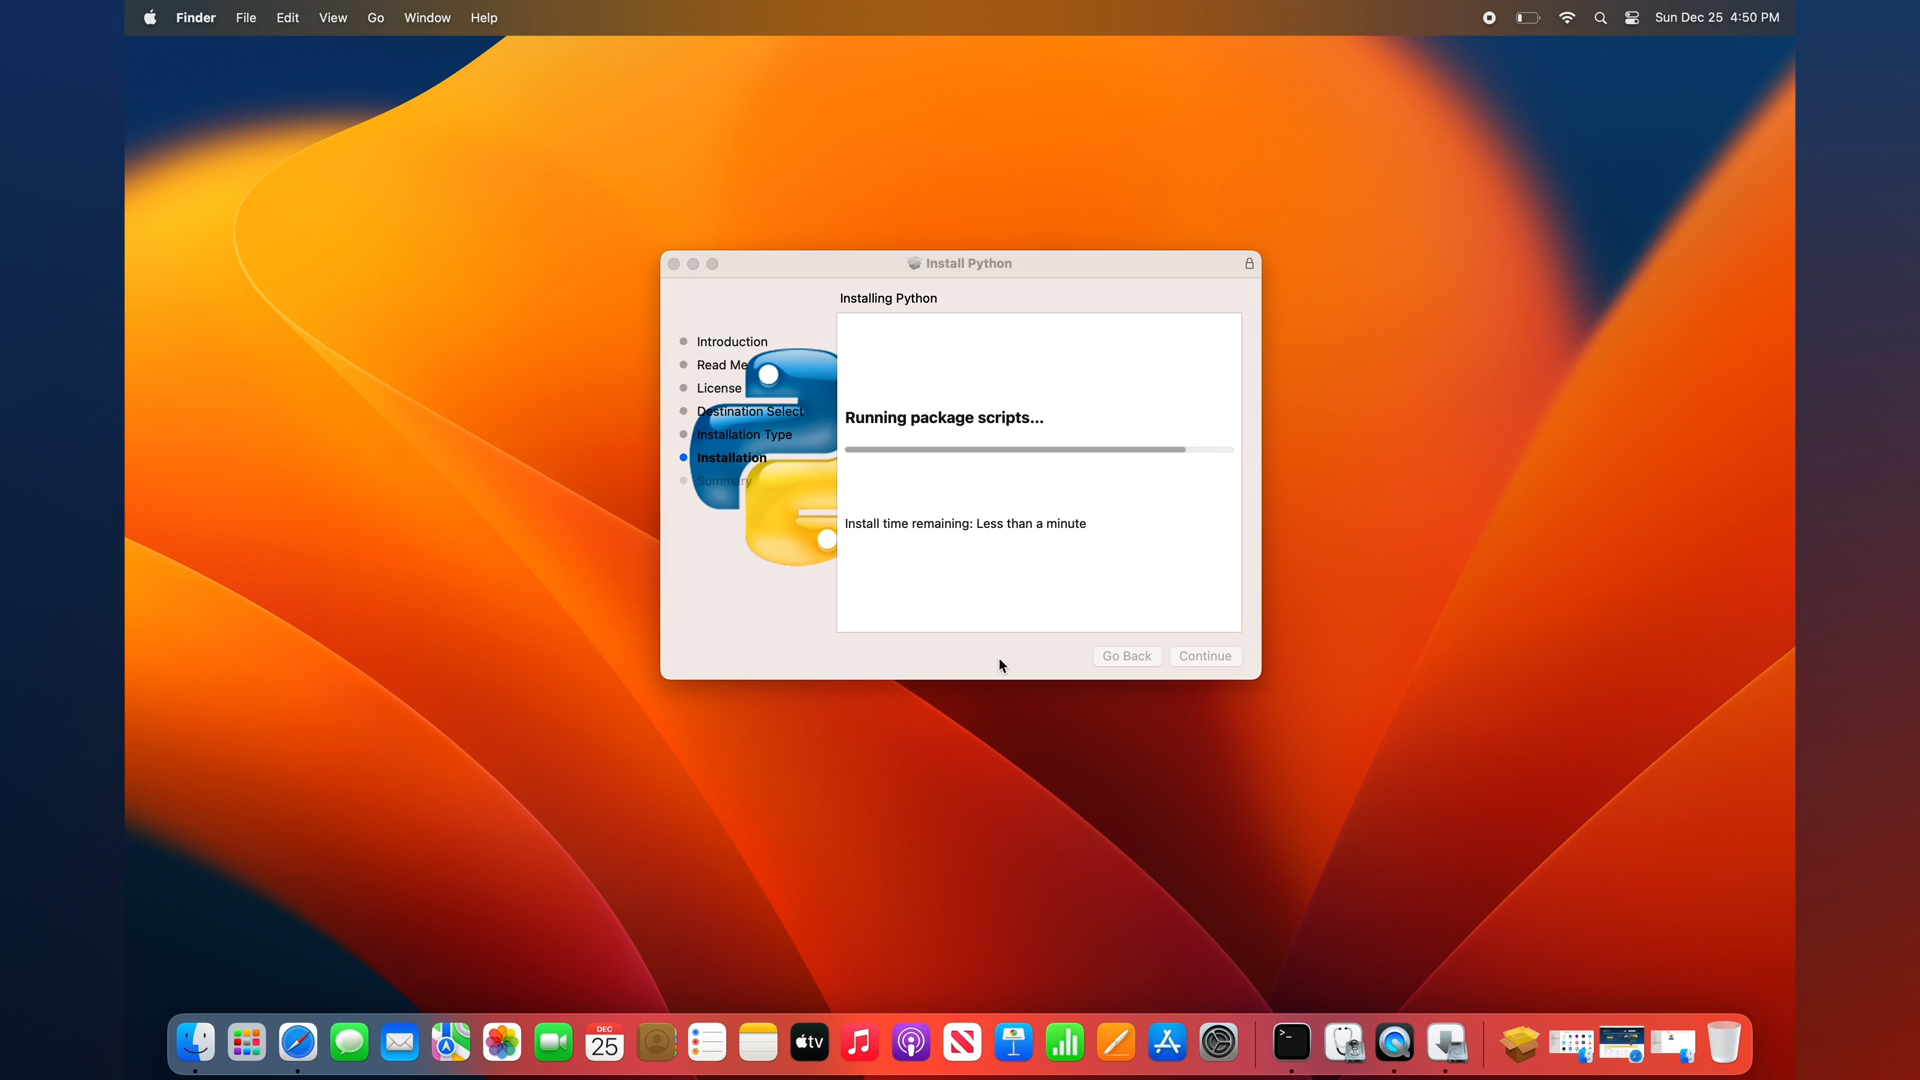 Finder File Edit View Go Window Help
Sun Dec 25 4:50 PM
Install Python
Installing Python
Introduction
Read Me
License
Destination Select
Installation Type
Installation
Summary
Running package scripts...
Install time remaining: Less than a minute
Go Back
Continue
DEC
25
tv
>_